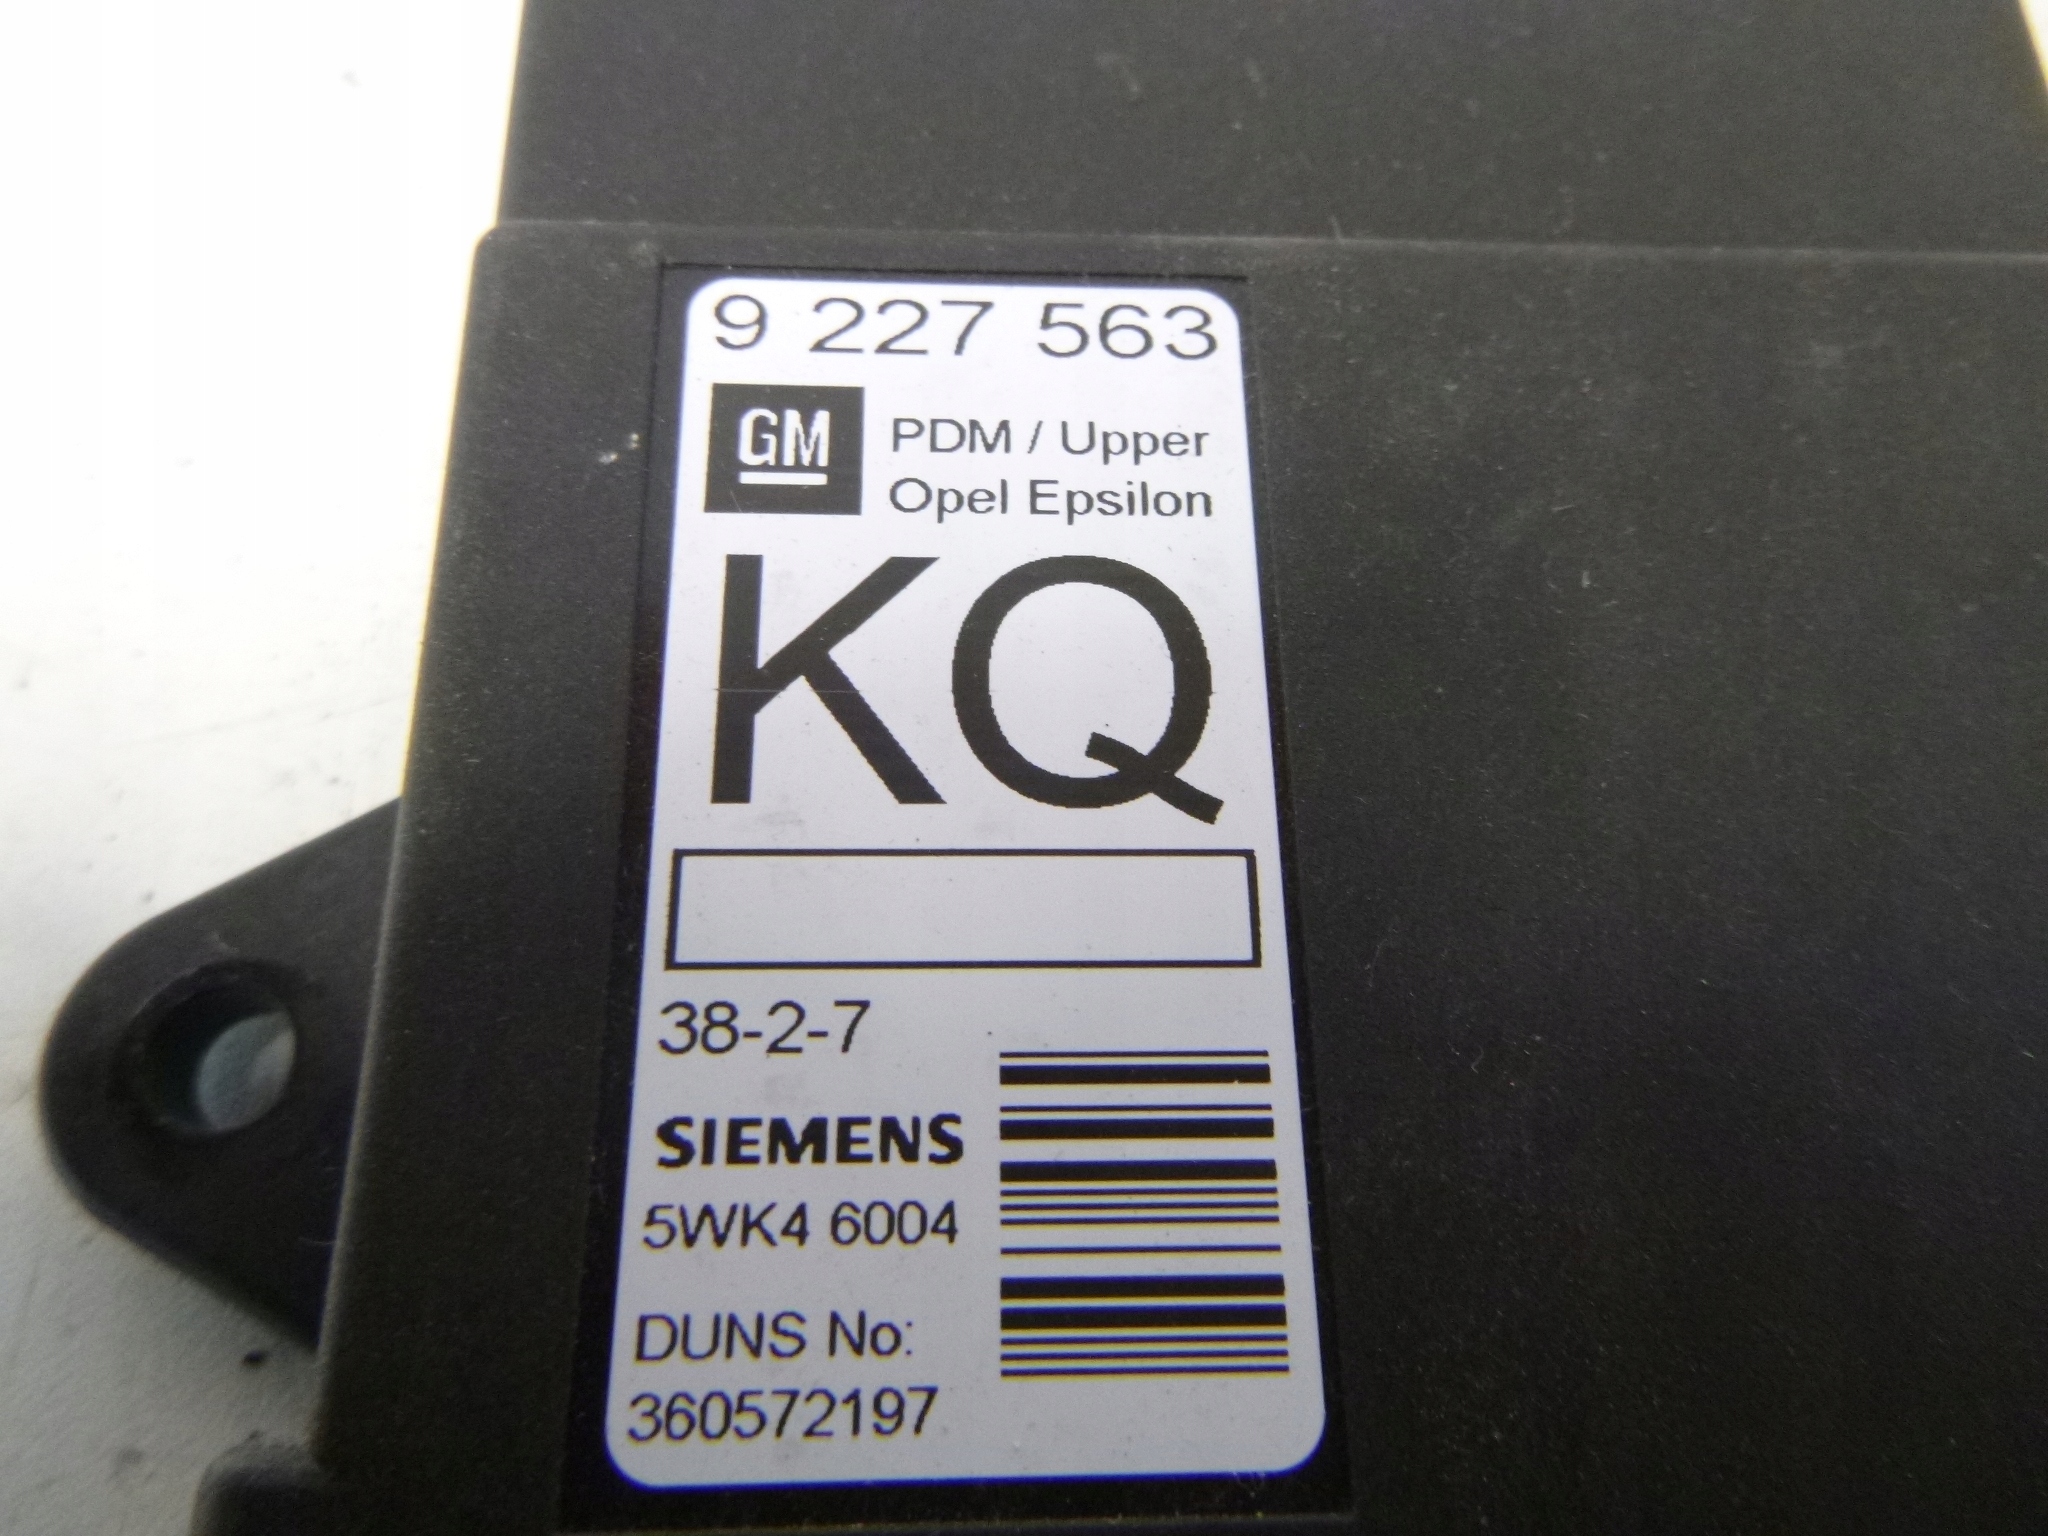 9 227 563
GM
PDM / Upper
Opel Epsilon
KQ
38-2-7
SIEMENS
5WK4 6004
DUNS No:
360572197